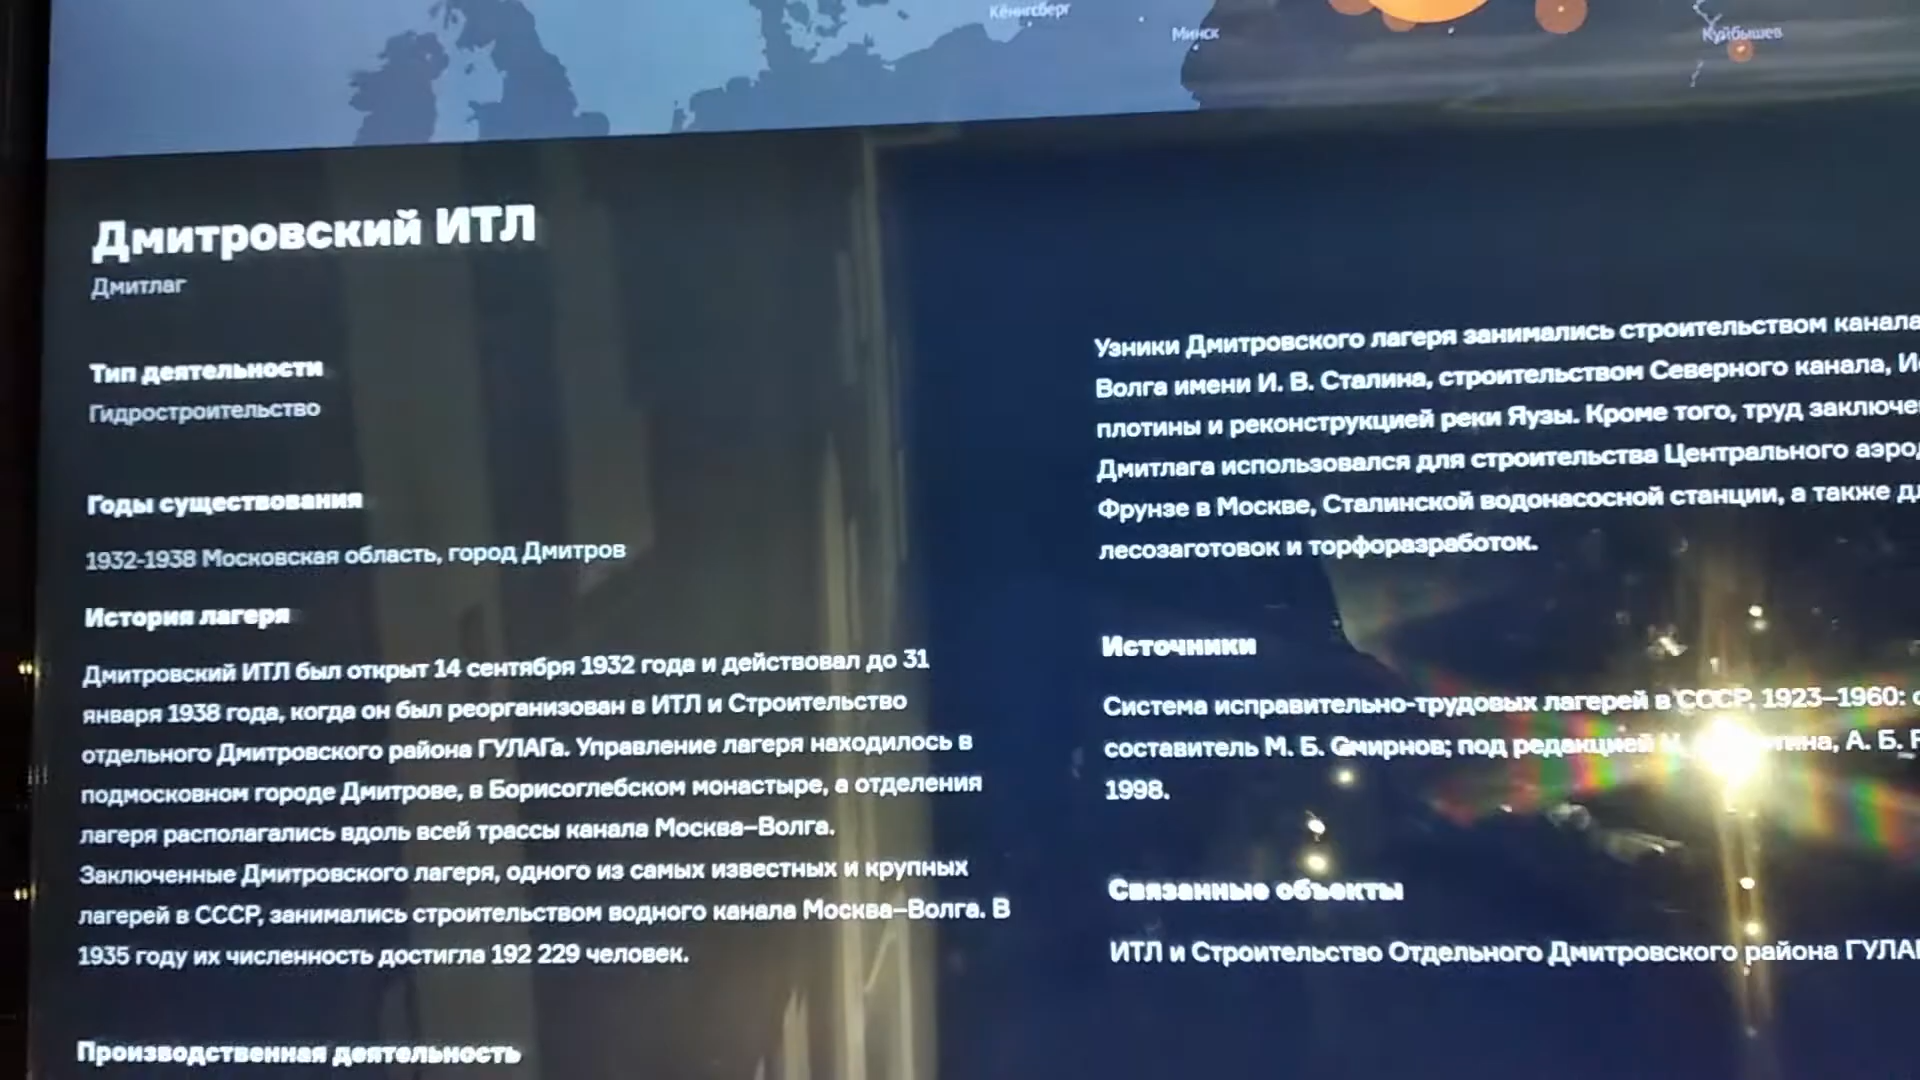 Кёнигсберг
Минск
Куйбышев
Дмитровский ИТЛ
Дмитлаг
Тип деятельности
Гидростроительство
Годы существования
1932-1938 Московская область, город Дмитров
История лагеря
Дмитровский ИТЛ был открыт 14 сентября 1932 года и действовал до 31
января 1938 года, когда он был реорганизован в ИТЛ и Строительство
отдельного Дмитровского района ГУЛАГа. Управление лагеря находилось в
подмосковном городе Дмитрове, в Борисоглебском монастыре, а отделения
лагеря располагались вдоль всей трассы канала Москва–Волга.
Заключенные Дмитровского лагеря, одного из самых известных и крупных
лагерей в СССР, занимались строительством водного канала Москва–Волга. В
1935 году их численность достигла 192 229 человек.
Производственная деятельность
Узники Дмитровского лагеря занимались строительством канала
Волга имени И. В. Сталина, строительством Северного канала,
плотины и реконструкцией реки Яузы. Кроме того, труд
Дмитлага использовался для строительства Центрального
Фрунзе в Москве, Сталинской водонасосной станции, а также
лесозаготовок и торфоразработок.
Источники
Система исправительно-трудовых лагерей в СССР, 1923–1960:
составитель М. Б. Смирнов; под редакцией А. Б.
1998.
Связанные объекты
ИТЛ и Строительство Отдельного Дмитровского района